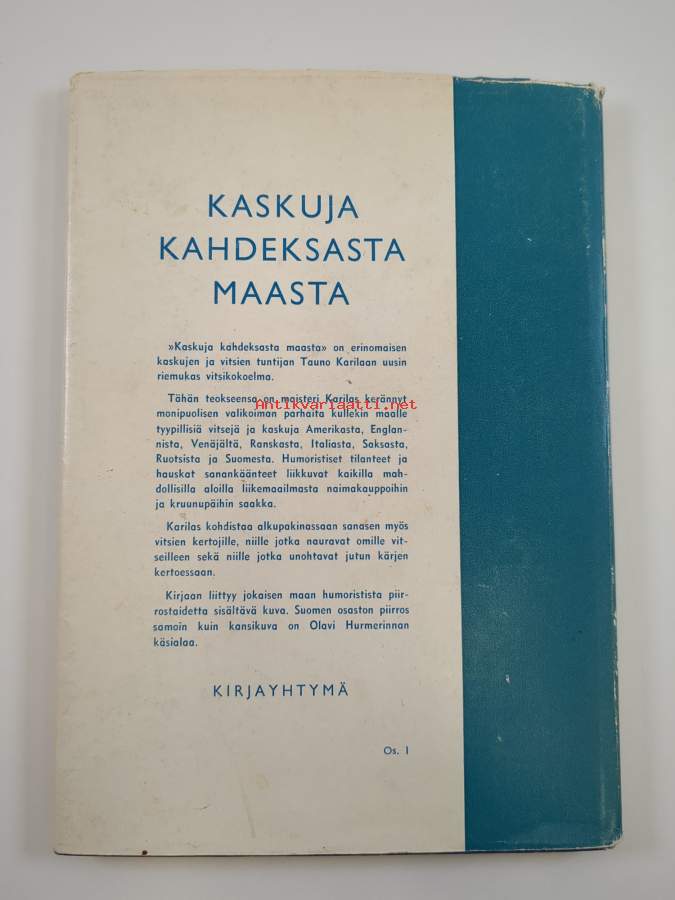 KASKUJA
KAHDEKSASTA
MAASTA
»Kaskuja kahdeksasta maasta» on erinomaisen
kaskujen ja vitsien tuntijan Tauno Karilaan uusin
riemukas vitsikokoelma.
Tähän teokseensa on maisteri Karilas kerännyt
Antikvariaatti.net
monipuolisen valikoiman parhaita kullekin maalle
tyypillisiä vitsejä ja kaskuja Amerikasta, Englan-
nista, Venäjältä, Ranskasta, Italiasta, Saksasta,
Ruotsista ja Suomesta. Humoristiset tilanteet ja
hauskat sanankäänteet liikkuvat kaikilla mah-
dollisilla aloilla liikemaailmasta naimakauppoihin
ja kruunupäihin saakka.
Karilas kohdistaa alkupakinassaan sanasen myös
vitsien kertojille, niille jotka nauravat omille vit-
seilleen sekä niille jotka unohtavat jutun kärjen
kertoessaan.
Kirjaan liittyy jokaisen maan humoristista piir-
rostaidetta sisältävä kuva. Suomen osaston piirros
samoin kuin kansikuva on Olavi Hurmerinnan
käsialaa.
KIRJAYHTYMÄ
Os. I